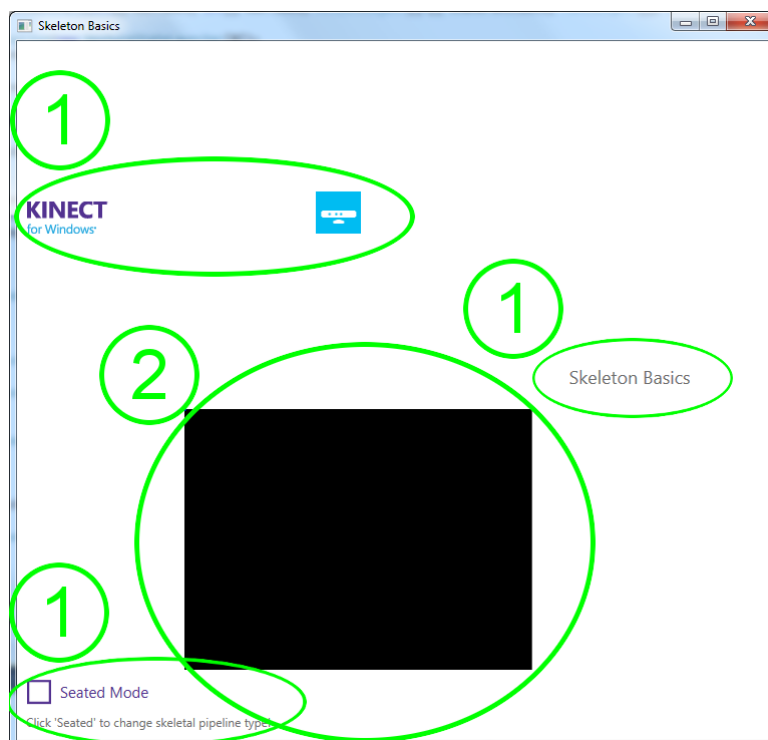 Skeleton Basics
1
KINECT
for Windows
1
Skeleton Basics
2
1
Seated Mode
Click 'Seated' to change skeletal pipeline type!